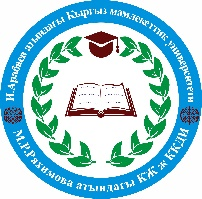 И.Арабаев атындагы Кыргыз мамлекеттик университети
М.Р.Рахимова атындагы КЖ ж ККДИ